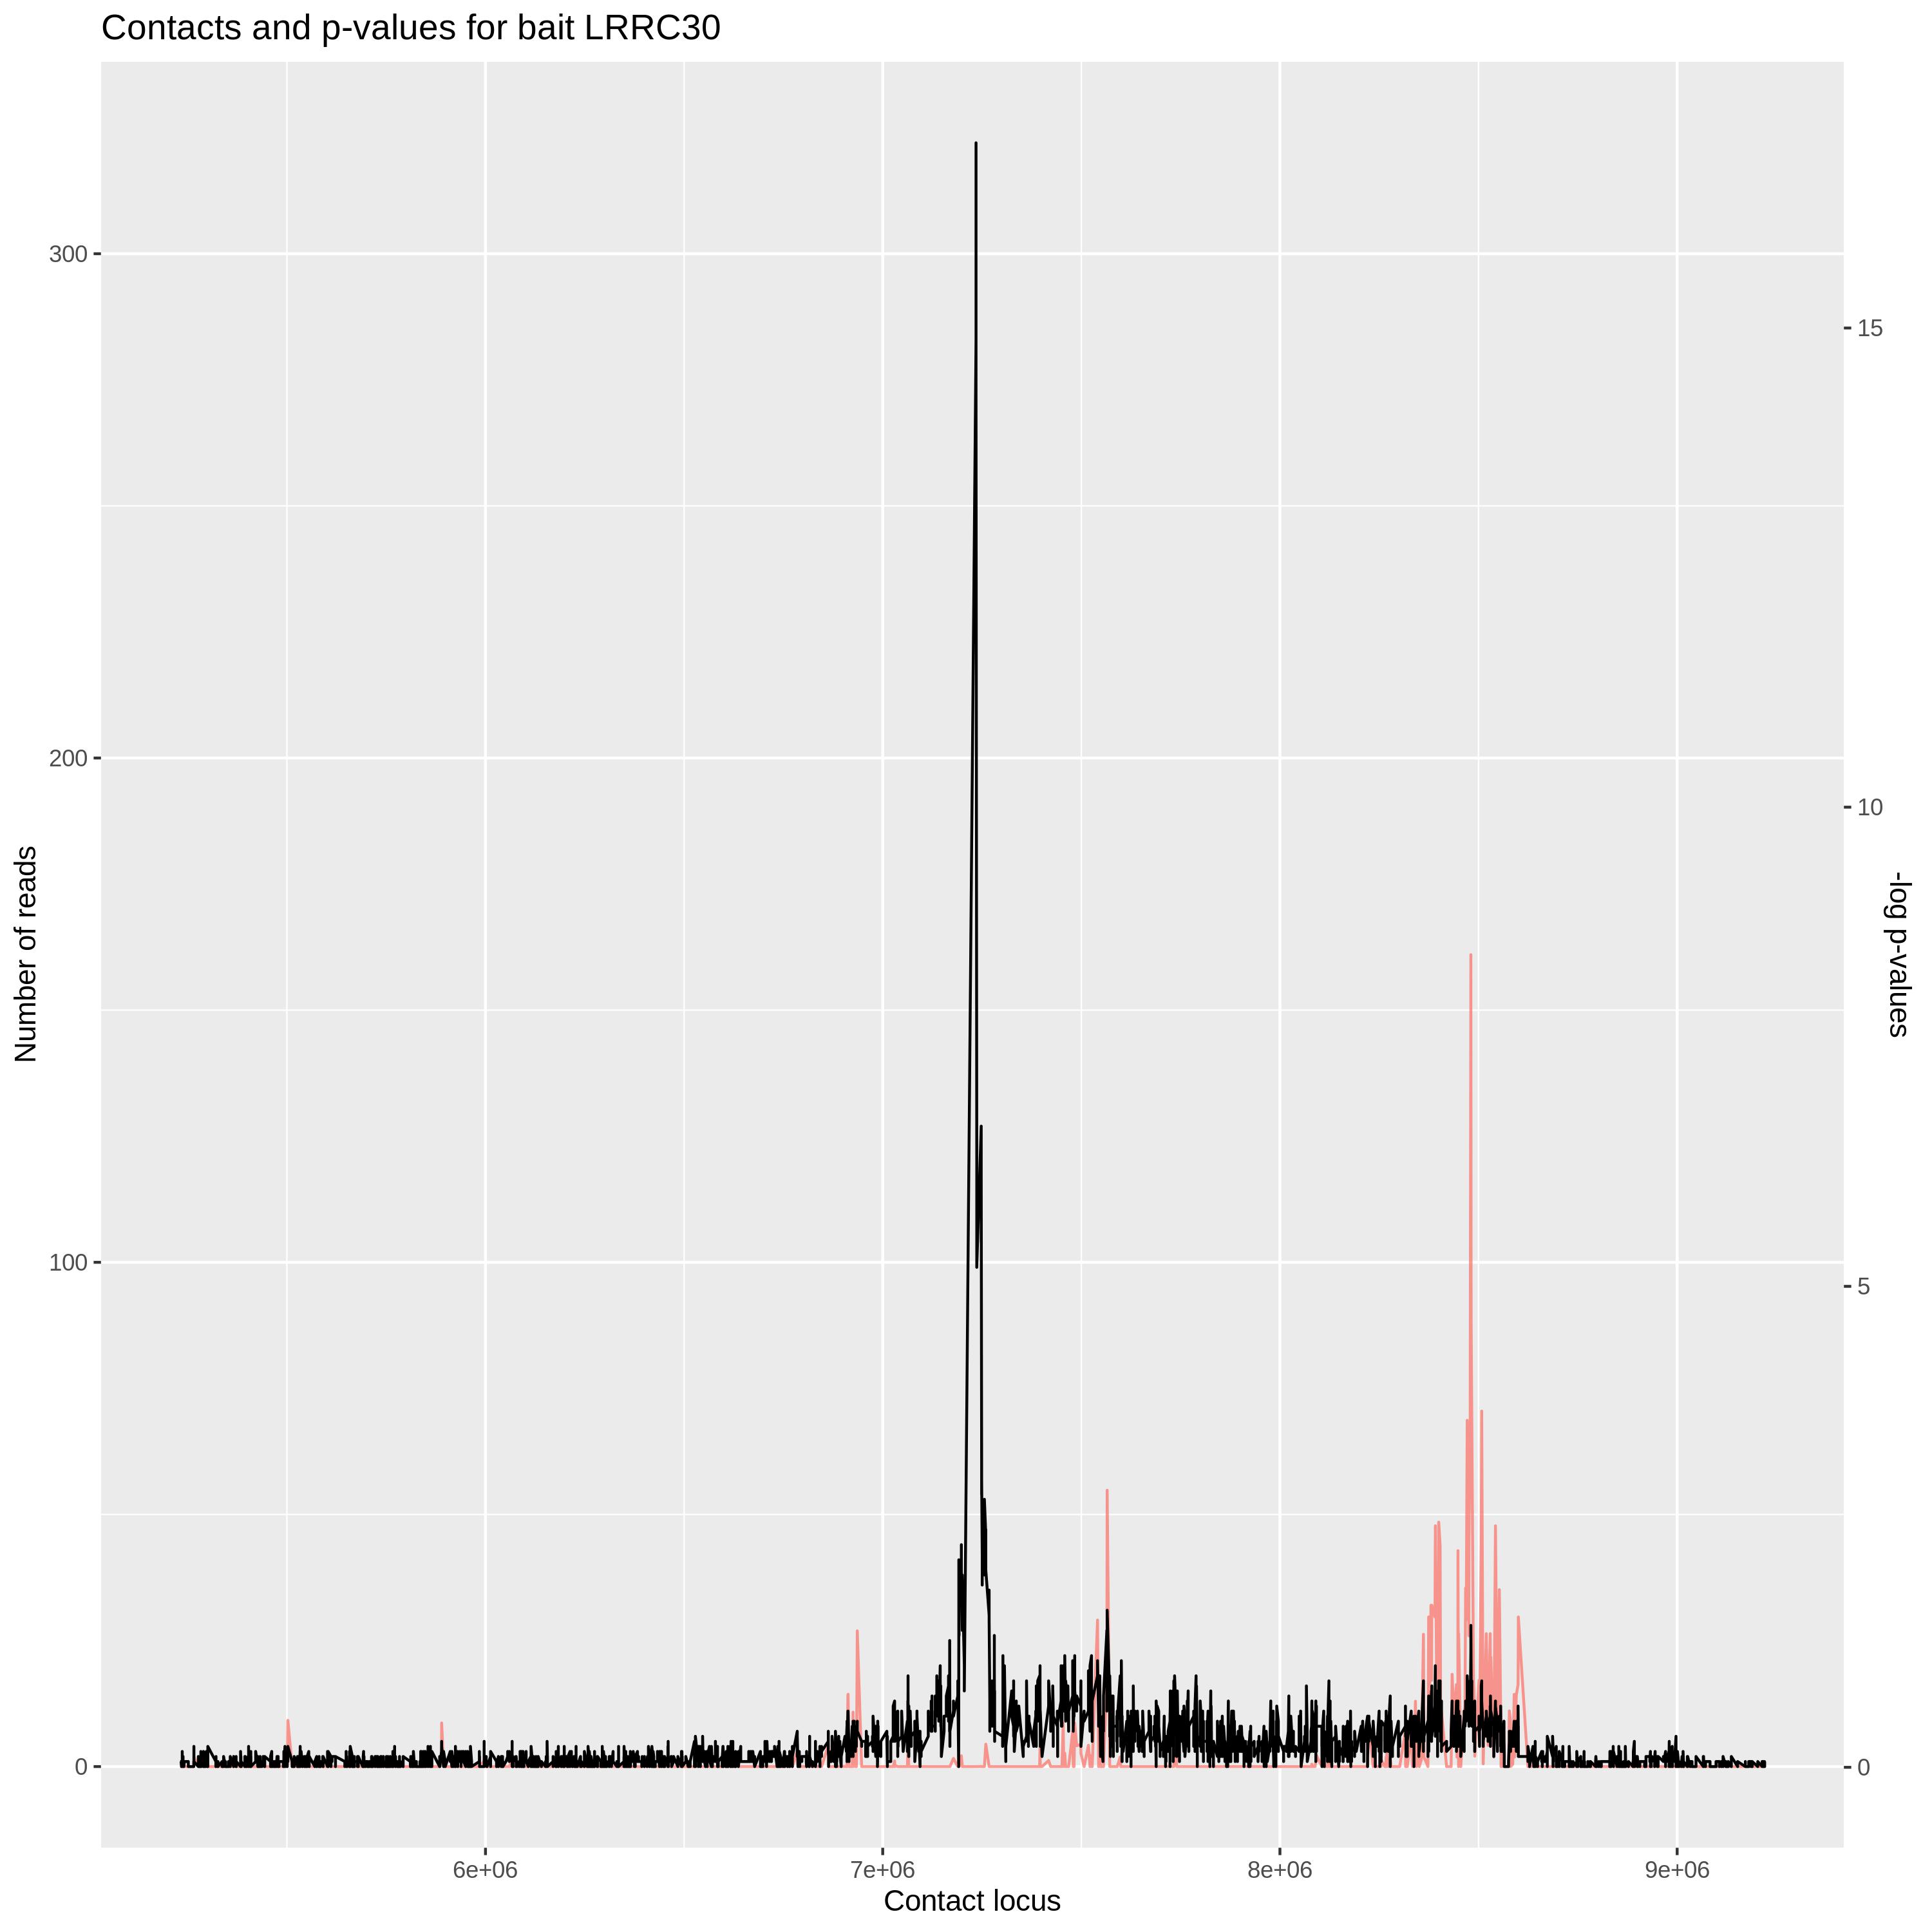 Contacts and p-values for bait LRRC30
300
200
100
0
Number of reads
15
10
5
0
-log p-values
6e+06
7e+06
8e+06
9e+06
Contact locus